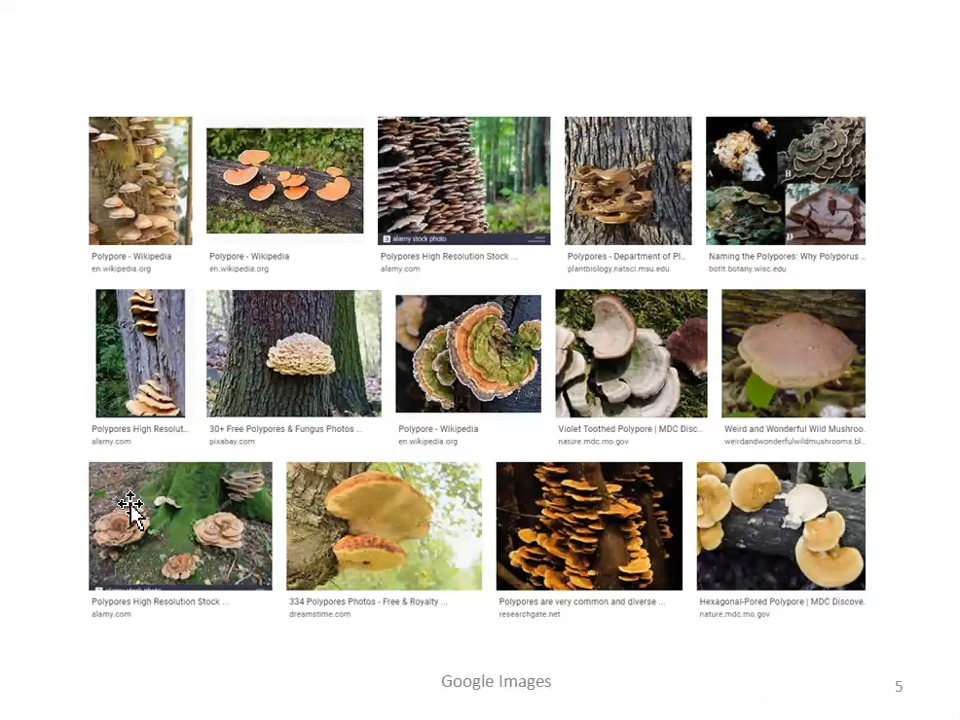 alamy stock photo
A
B
D
Polypore - Wikipedia
en.wikipedia.org
Polypore - Wikipedia
en.wikipedia.org
Polypores High Resolution Stock ...
alamy.com
Polypores - Department of Pl...
plantbiology.natsci.msu.edu
Naming the Polypores: Why Polyporus ...
botit.botany.wisc.edu
Polypores High Resolut...
alamy.com
30+ Free Polypores & Fungus Photos ...
pixabay.com
Polypore - Wikipedia
en.wikipedia.org
Violet Toothed Polypore | MDC Disc...
nature.mdc.mo.gov
Weird and Wonderful Wild Mushroo.
weirdandwonderfulwildmushrooms.bl..
alamy stock photo
Polypores High Resolution Stock ...
alamy.com
334 Polypores Photos - Free & Royalty ...
dreamstime.com
Polypores are very common and diverse ...
researchgate.net
Hexagonal-Pored Polypore | MDC Discove.
nature.mdc.mo.gov
Google Images
5